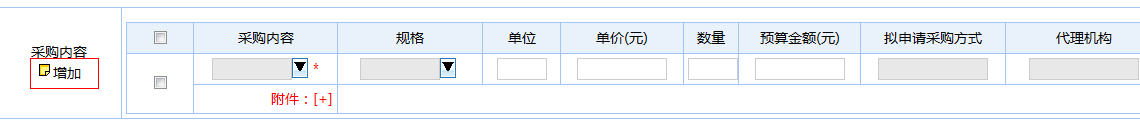 采购内容
增加
采购内容 规格 单位 单价(元) 数量 预算金额(元) 拟申请采购方式 代理机构
*
附件：[+]